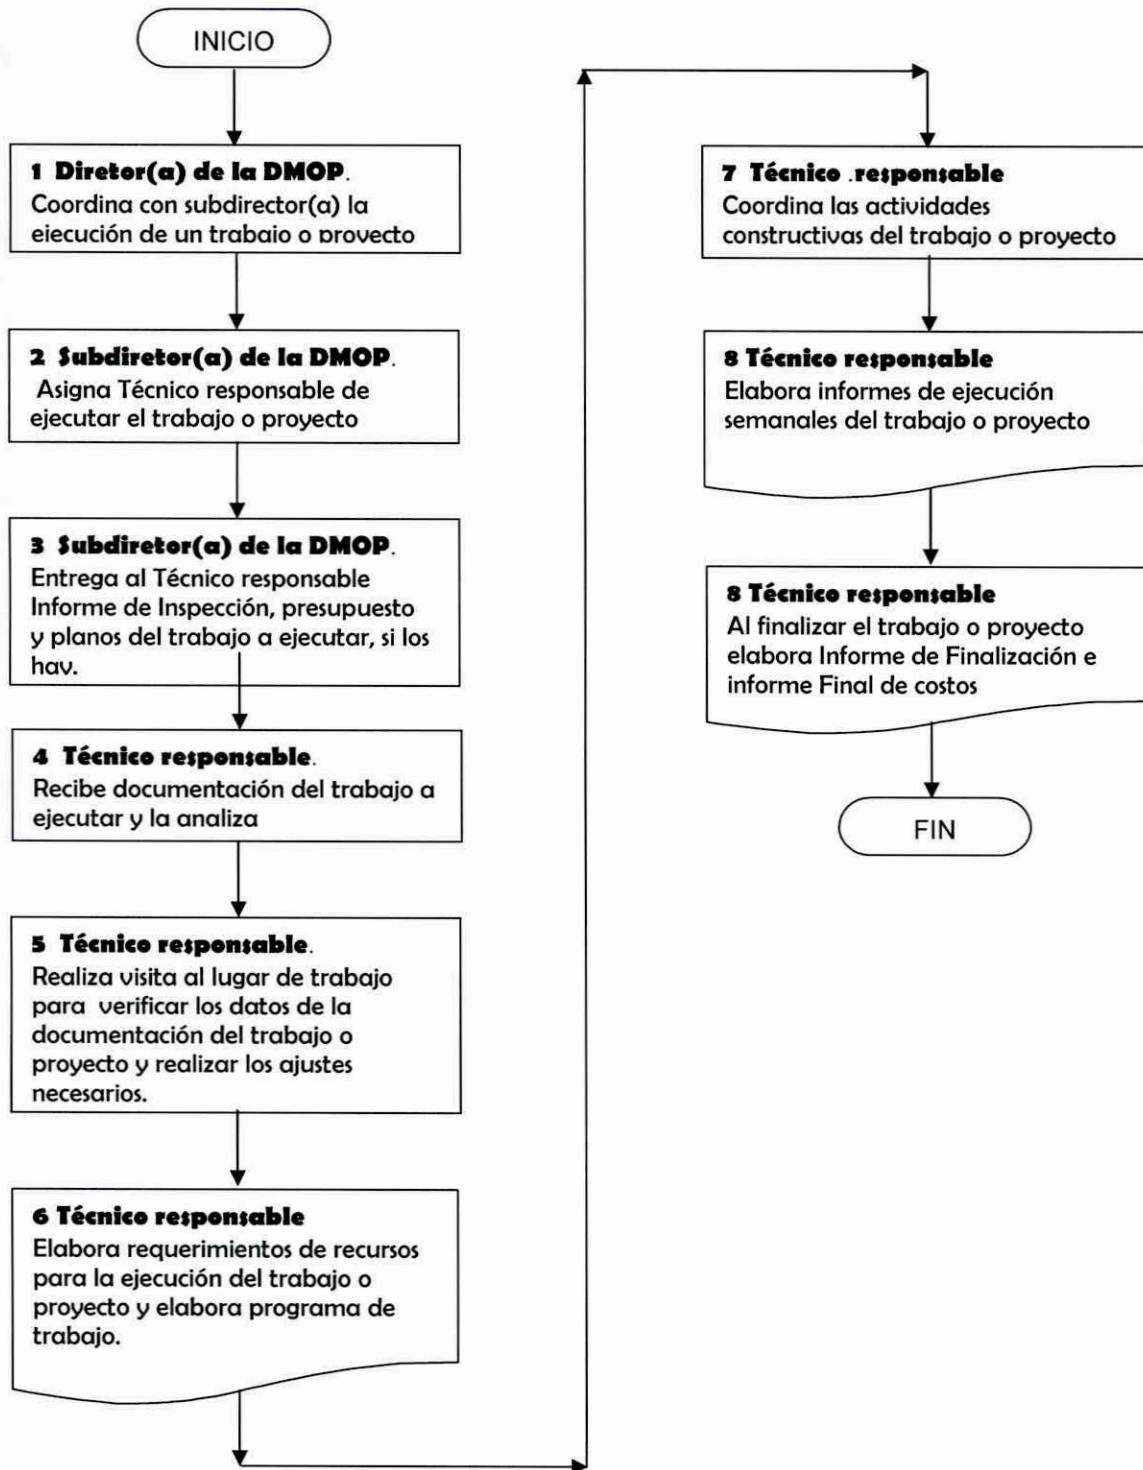 INICIO
1 Diretor(a) de la DMOP.
Coordina con subdirector(a) la
ejecución de un trabajo o proyecto
2 Subdiretor(a) de la DMOP.
Asigna Técnico responsable de
ejecutar el trabajo o proyecto
3 Subdiretor(a) de la DMOP.
Entrega al Técnico responsable
Informe de Inspección, presupuesto
y planos del trabajo a ejecutar, si los
hay.
4 Técnico responsable.
Recibe documentación del trabajo a
ejecutar y la analiza
5 Técnico responsable.
Realiza visita al lugar de trabajo
para verificar los datos de la
documentación del trabajo o
proyecto y realizar los ajustes
necesarios.
6 Técnico responsable
Elabora requerimientos de recursos
para la ejecución del trabajo o
proyecto y elabora programa de
trabajo.
7 Técnico .responsable
Coordina las actividades
constructivas del trabajo o proyecto
8 Técnico responsable
Elabora informes de ejecución
semanales del trabajo o proyecto
8 Técnico responsable
Al finalizar el trabajo o proyecto
elabora Informe de Finalización e
informe Final de costos
FIN